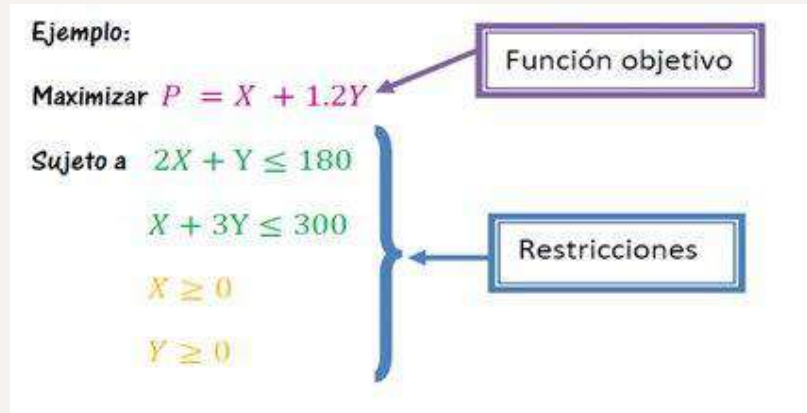 Ejemplo:
Función objetivo
Maximizar P = X + 1.2Y
Sujeto a 2X + Y ≤ 180
X + 3Y ≤ 300
Restricciones
X ≥ 0
Y ≥ 0